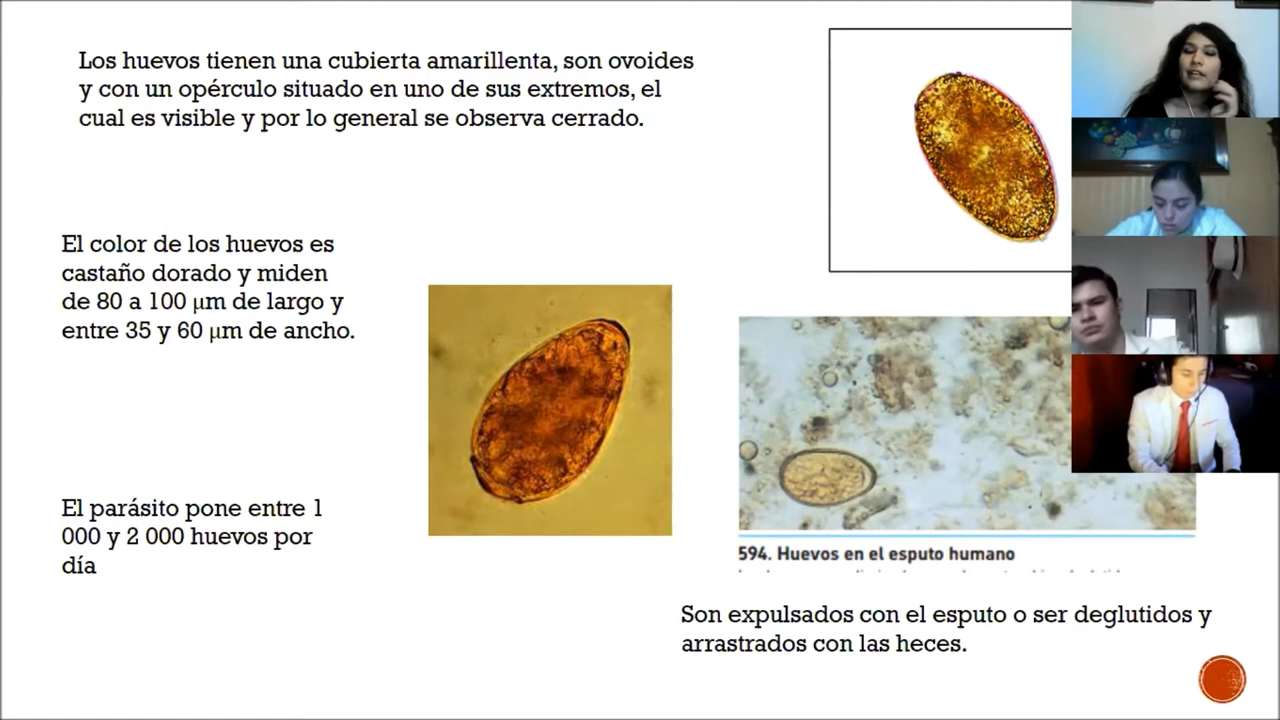 Los huevos tienen una cubierta amarillenta, son ovoides
y con un opérculo situado en uno de sus extremos, el
cual es visible y por lo general se observa cerrado.
El color de los huevos es
castaño dorado y miden
de 80 a 100 µm de largo y
entre 35 y 60 µm de ancho.
El parásito pone entre 1
000 y 2 000 huevos por
día
594. Huevos en el esputo humano
Son expulsados con el esputo o ser deglutidos y
arrastrados con las heces.